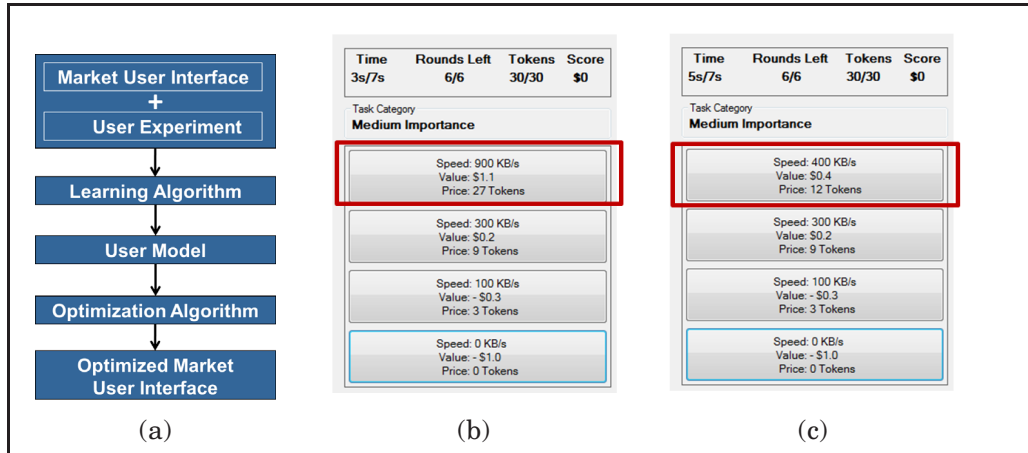 Market User Interface
+
User Experiment
Learning Algorithm
User Model
Optimization Algorithm
Optimized Market
User Interface
(a)
Time Rounds Left Tokens Score
3s/7s 6/6 30/30 $0
Task Category
Medium Importance
Speed: 900 KB/s
Value: $1.1
Price: 27 Tokens
Speed: 300 KB/s
Value: $0.2
Price: 9 Tokens
Speed: 100 KB/s
Value: - $0.3
Price: 3 Tokens
Speed: 0 KB/s
Value: - $1.0
Price: 0 Tokens
(b)
Time Rounds Left Tokens Score
5s/7s 6/6 30/30 $0
Task Category
Medium Importance
Speed: 400 KB/s
Value: $0.4
Price: 12 Tokens
Speed: 300 KB/s
Value: $0.2
Price: 9 Tokens
Speed: 100 KB/s
Value: - $0.3
Price: 3 Tokens
Speed: 0 KB/s
Value: - $1.0
Price: 0 Tokens
(c)